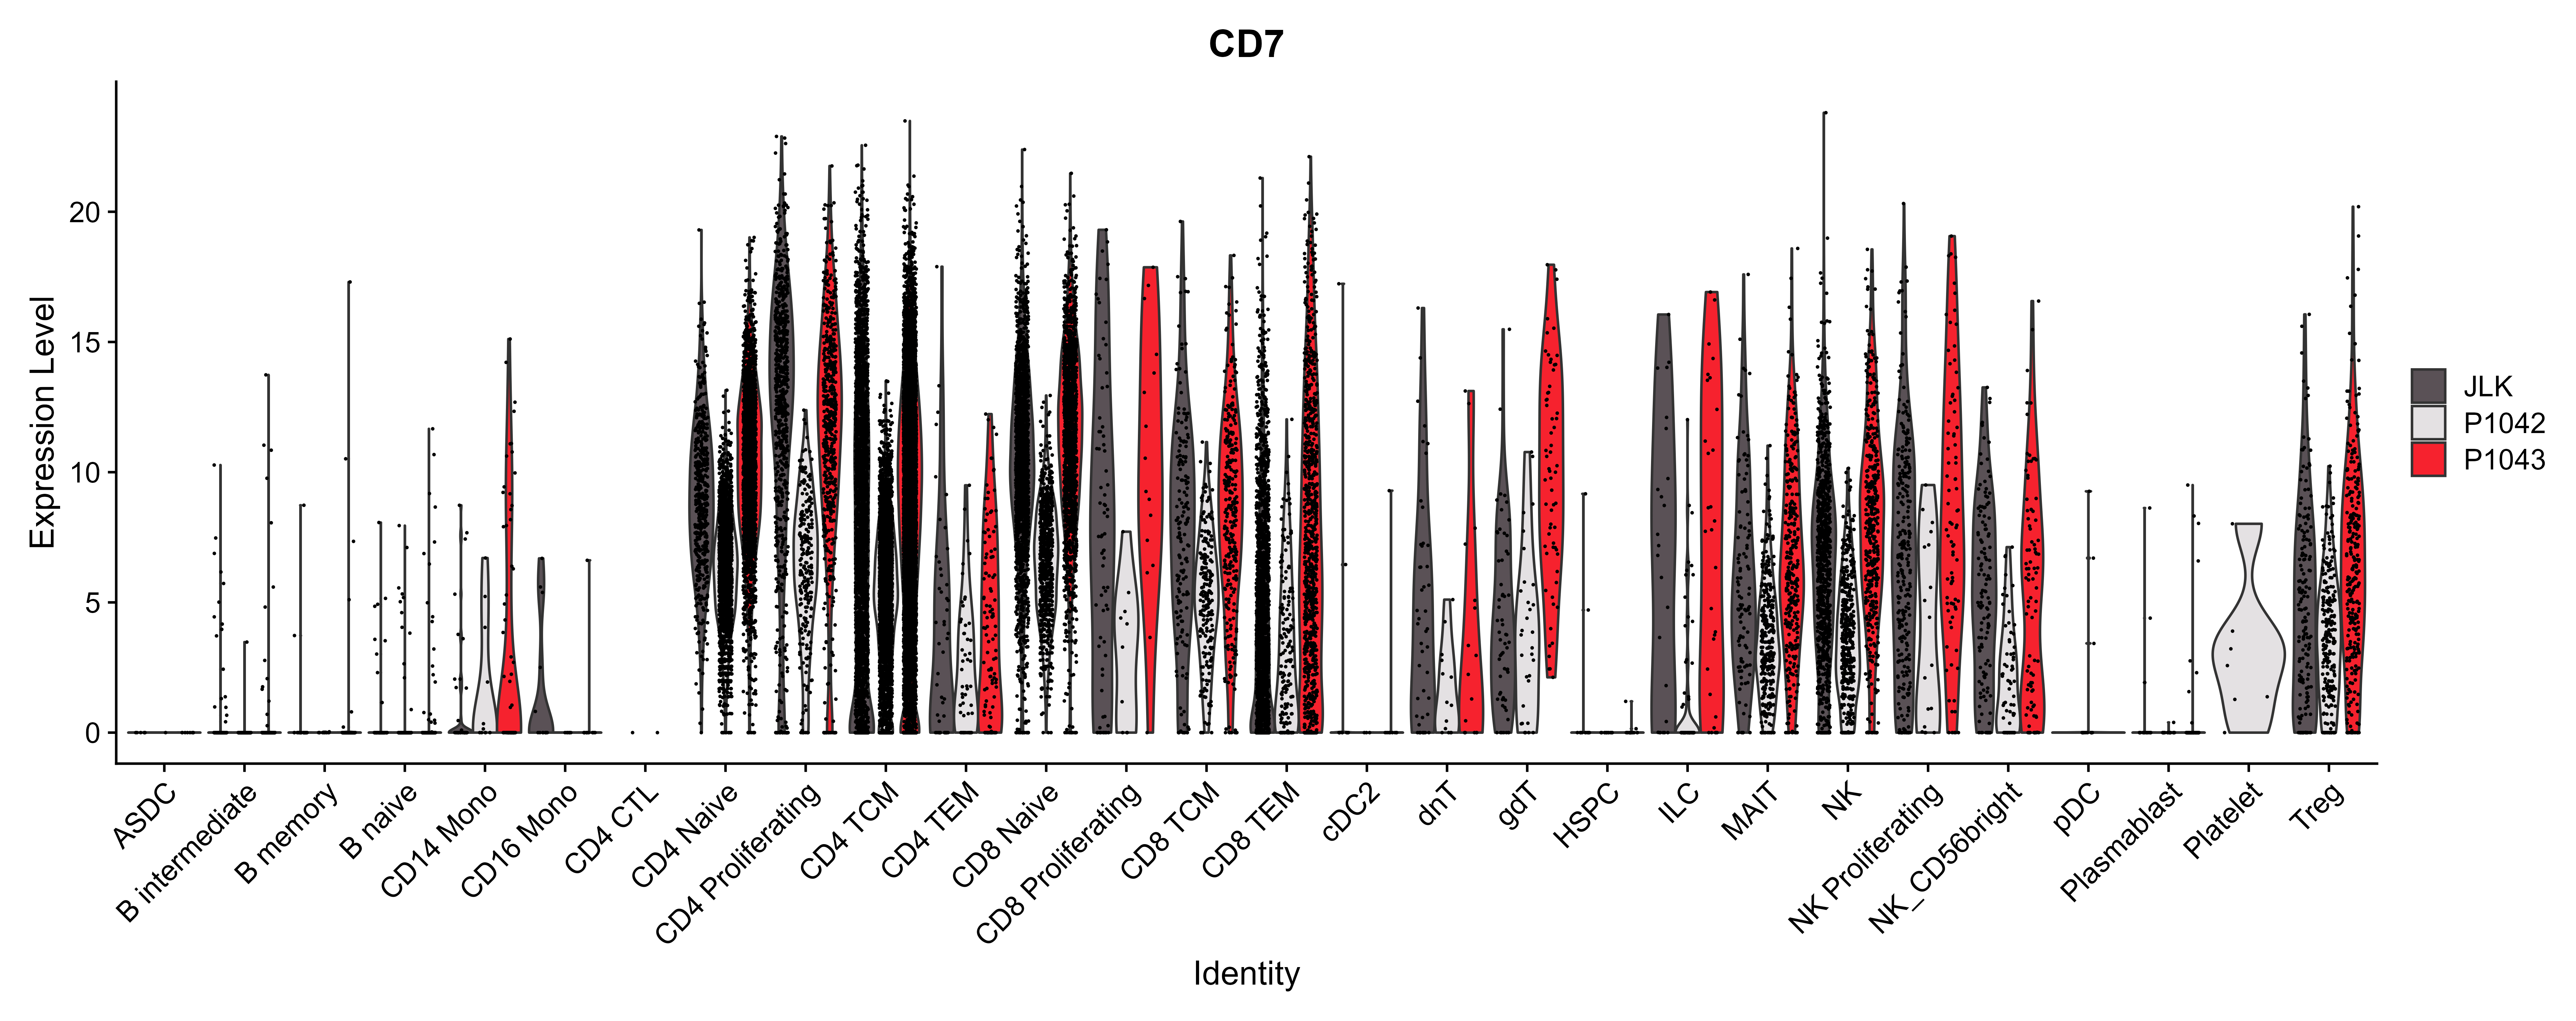 CD7
Expression Level
20
15
10
5
0
ASDC
B intermediate
B memory
B naive
CD14 Mono
CD16 Mono
CD4 CTL
CD4 Naive
CD4 Proliferating
CD4 TCM
CD4 TEM
CD8 Naive
CD8 Proliferating
CD8 TCM
CD8 TEM
cDC2
dnT
gdT
HSPC
ILC
MAIT
NK
NK Proliferating
NK_CD56bright
pDC
Plasmablast
Platelet
Treg
Identity
JLK
P1042
P1043